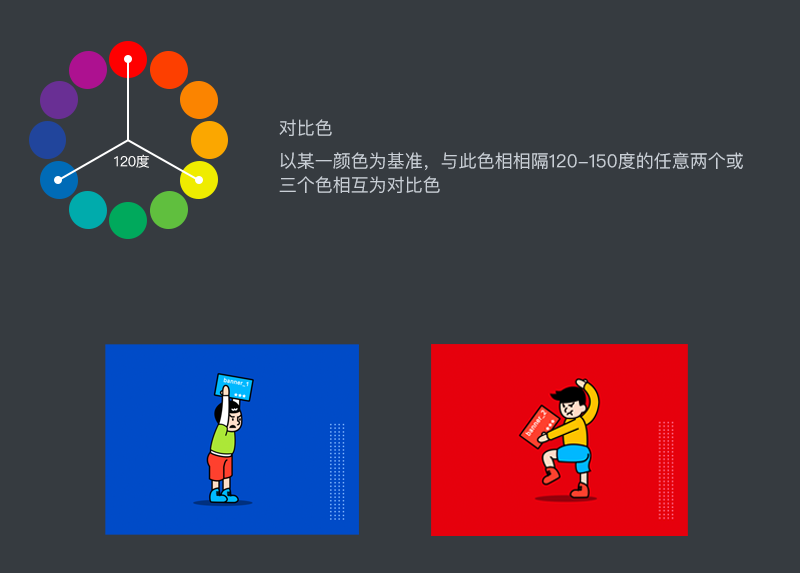 对比色
120度
以某一颜色为基准，与此色相相隔120-150度的任意两个或
三个色相互为对比色
banner_1
banner_2